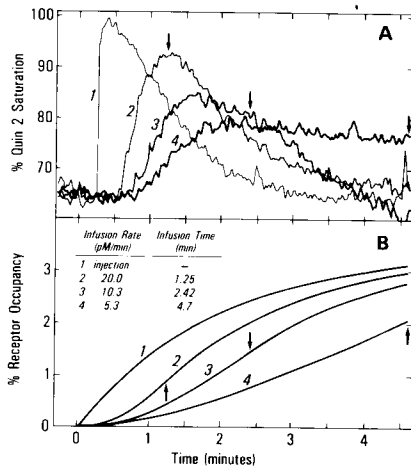 A
100
90
80
70
% Quin 2 Saturation
1
2
3
4
B
Infusion Rate Infusion Time
(pM/min) (min)
1 injection —
2 20.0 1.25
3 10.3 2.42
4 5.3 4.7
3
2
1
0
% Receptor Occupancy
1
2
3
4
0 1 2 3 4
Time (minutes)